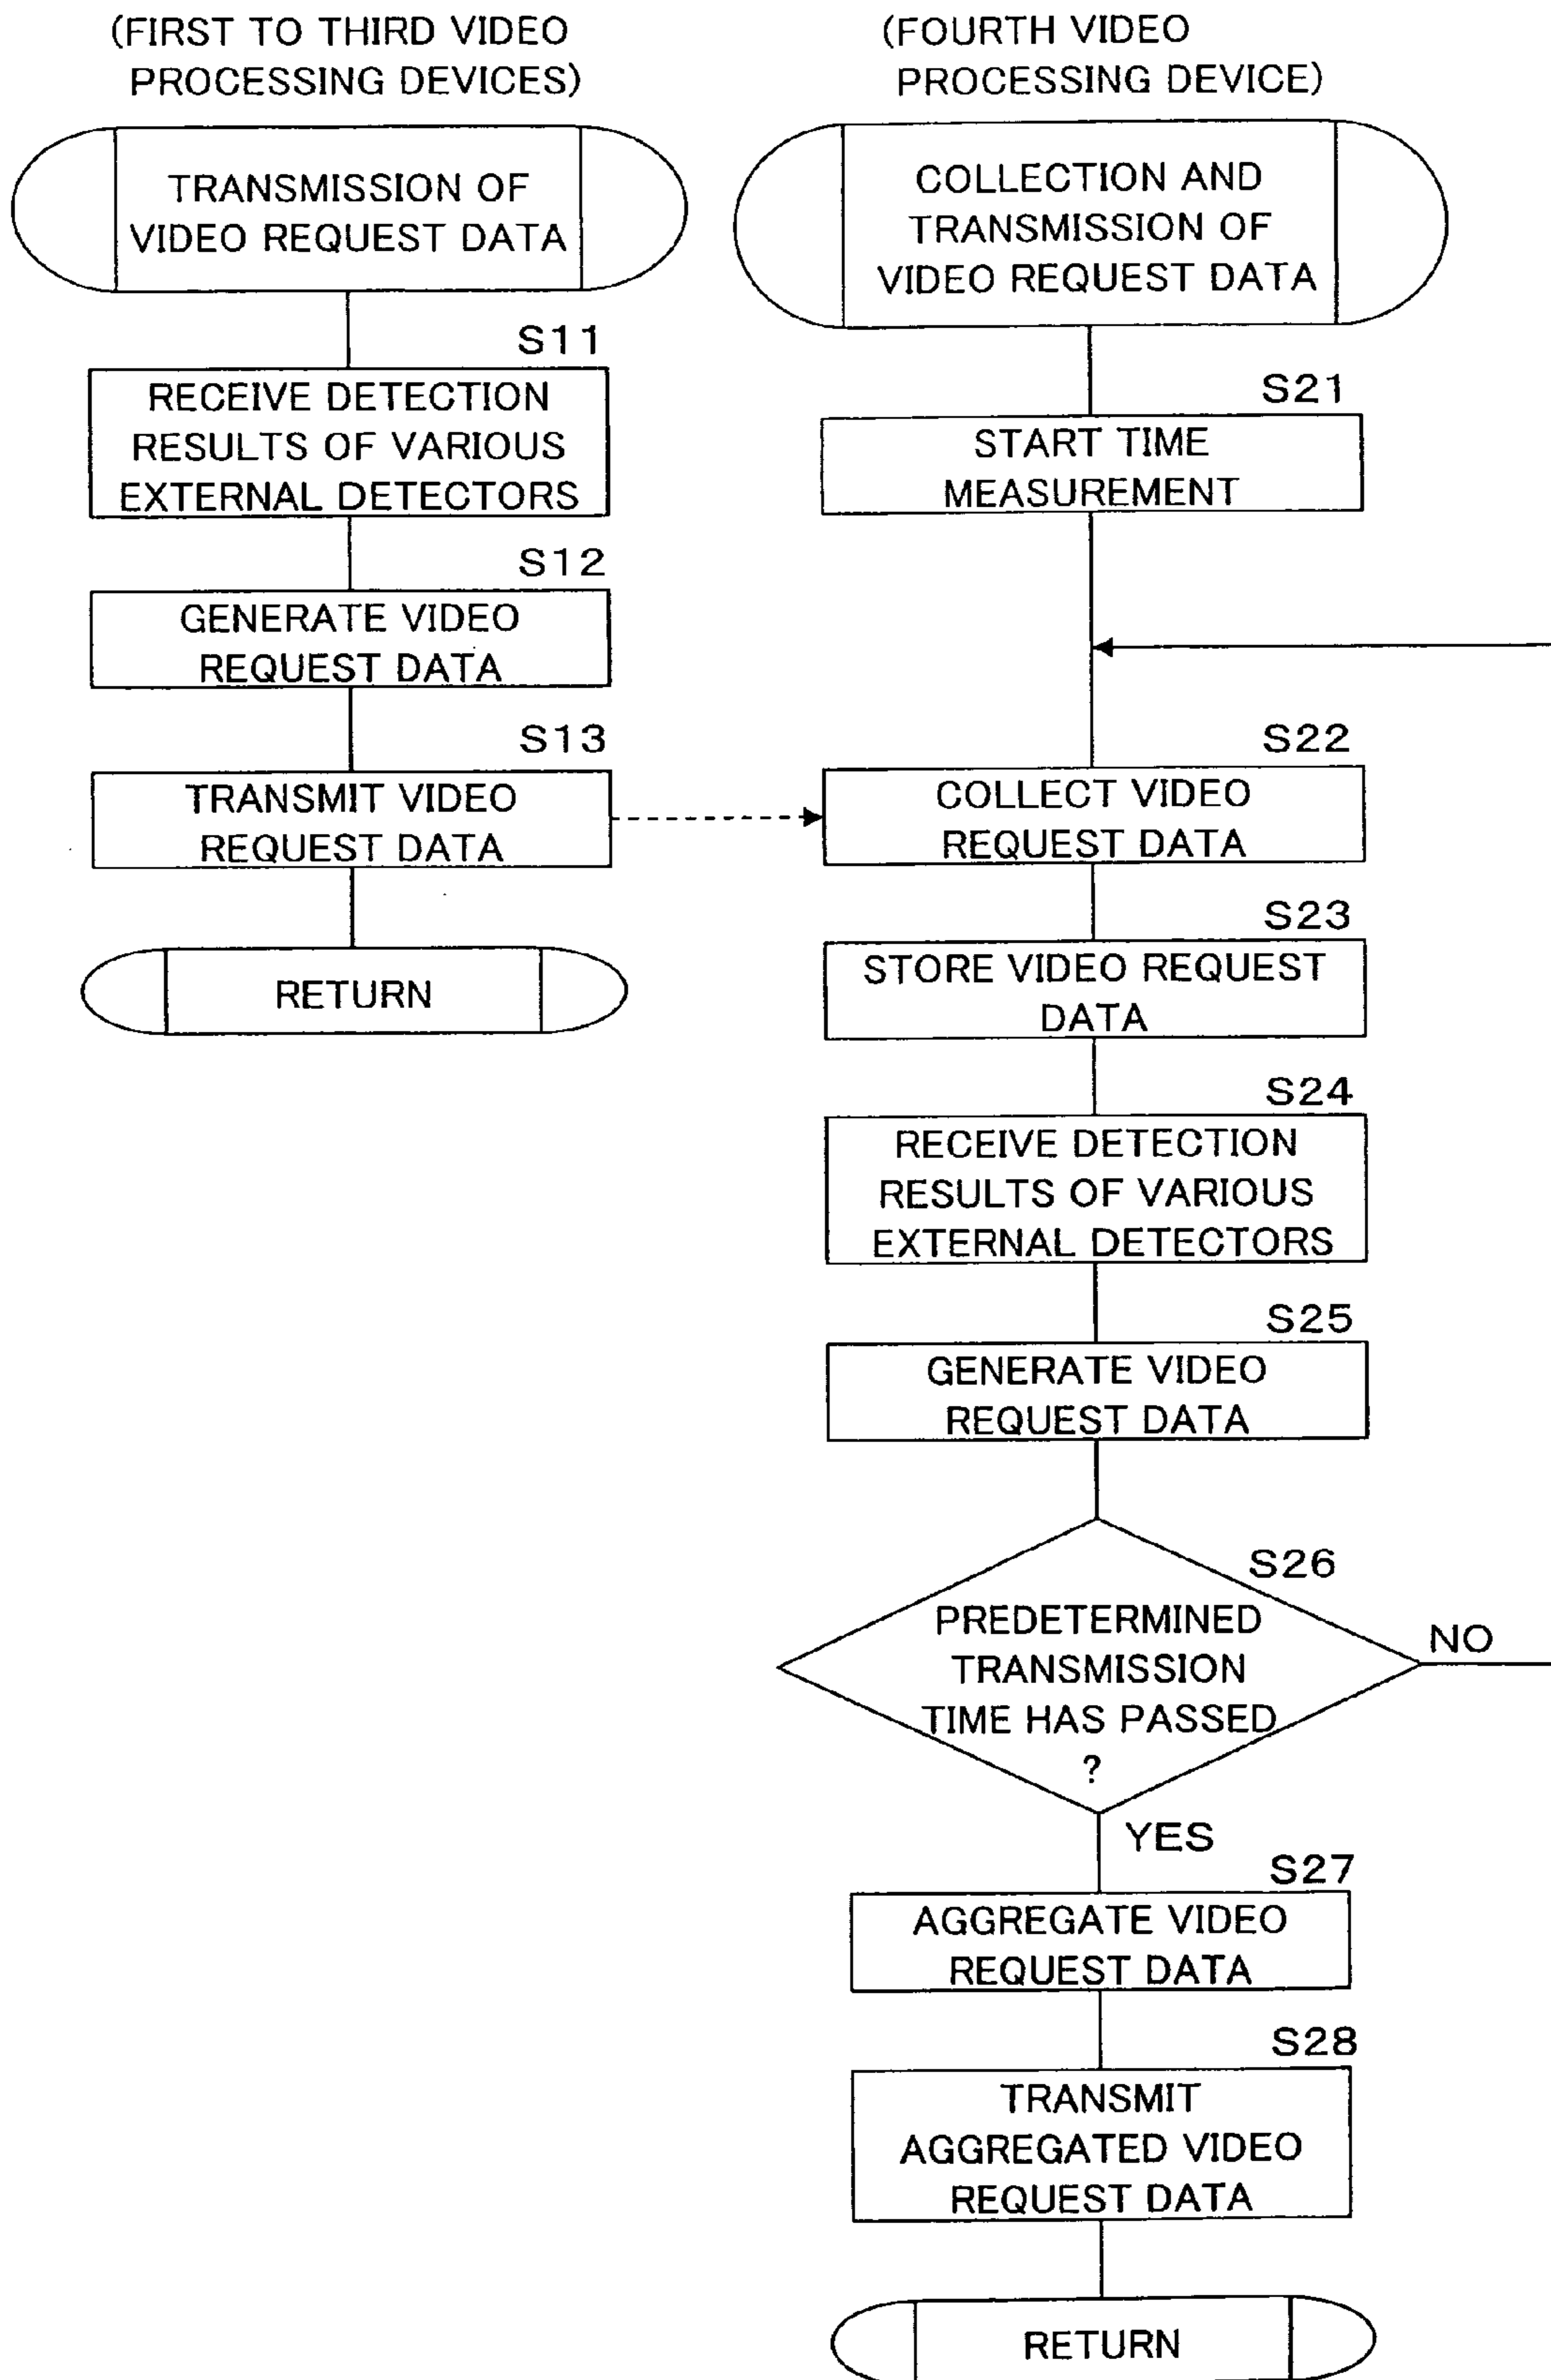 (FIRST TO THIRD VIDEO
PROCESSING DEVICES)
TRANSMISSION OF
VIDEO REQUEST DATA
S11
RECEIVE DETECTION
RESULTS OF VARIOUS
EXTERNAL DETECTORS
S12
GENERATE VIDEO
REQUEST DATA
S13
TRANSMIT VIDEO
REQUEST DATA
RETURN
(FOURTH VIDEO
PROCESSING DEVICE)
COLLECTION AND
TRANSMISSION OF
VIDEO REQUEST DATA
S21
START TIME
MEASUREMENT
S22
COLLECT VIDEO
REQUEST DATA
S23
STORE VIDEO REQUEST
DATA
S24
RECEIVE DETECTION
RESULTS OF VARIOUS
EXTERNAL DETECTORS
S25
GENERATE VIDEO
REQUEST DATA
S26
PREDETERMINED
TRANSMISSION
TIME HAS PASSED
?
NO
YES
S27
AGGREGATE VIDEO
REQUEST DATA
S28
TRANSMIT
AGGREGATED VIDEO
REQUEST DATA
RETURN